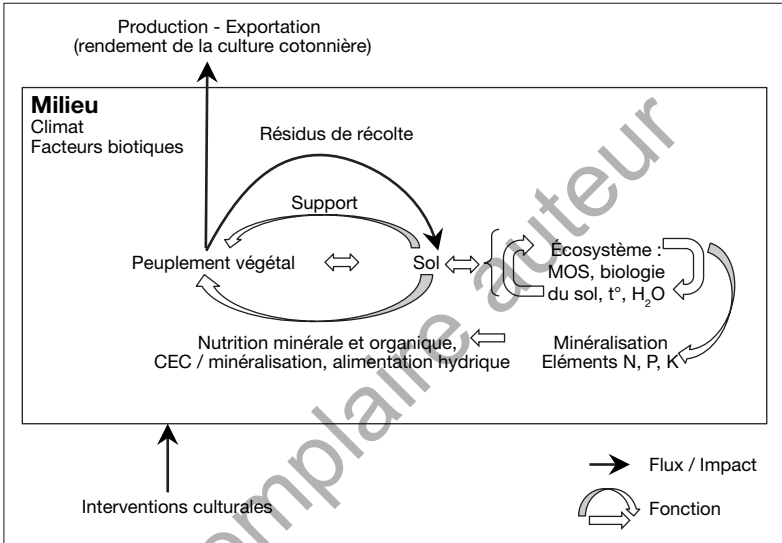 Production - Exportation
(rendement de la culture cotonnière)
Milieu
Climat
Facteurs biotiques
Résidus de récolte
Support
Peuplement végétal
Sol
Écosystème :
MOS, biologie
du sol, t°, H₂O
Nutrition minérale et organique,
CEC / minéralisation, alimentation hydrique
Minéralisation
Eléments N, P, K
Interventions culturales
Flux / Impact
Fonction
emplaire auteur